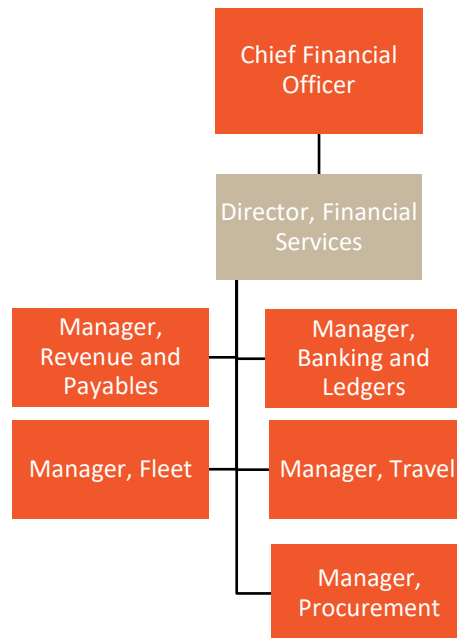 Chief Financial
Officer
Director, Financial
Services
Manager,
Revenue and
Payables
Manager,
Banking and
Ledgers
Manager, Fleet
Manager, Travel
Manager,
Procurement